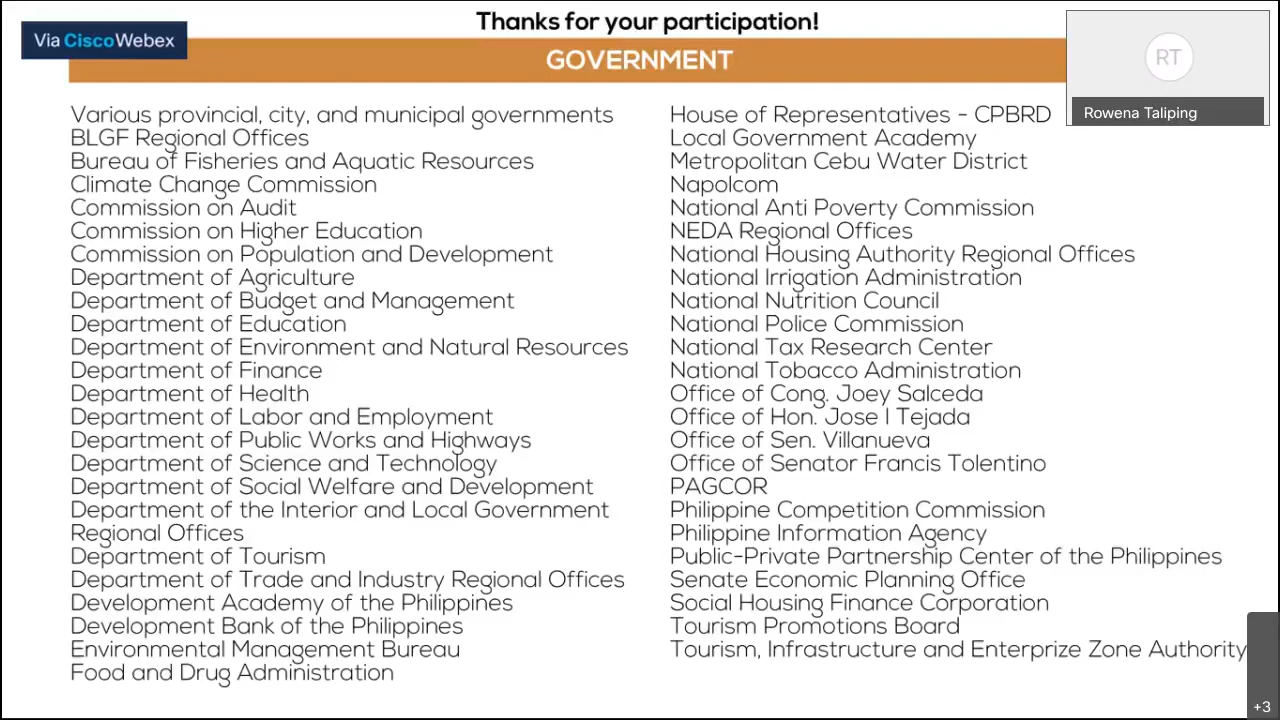 Thanks for your participation!
Via CiscoWebex
GOVERNMENT
RT
Rowena Taliping
Various provincial, city, and municipal governments
BLGF Regional Offices
Bureau of Fisheries and Aquatic Resources
Climate Change Commission
Commission on Audit
Commission on Higher Education
Commission on Population and Development
Department of Agriculture
Department of Budget and Management
Department of Education
Department of Environment and Natural Resources
Department of Finance
Department of Health
Department of Labor and Employment
Department of Public Works and Highways
Department of Science and Technology
Department of Social Welfare and Development
Department of the Interior and Local Government
Regional Offices
Department of Tourism
Department of Trade and Industry Regional Offices
Development Academy of the Philippines
Development Bank of the Philippines
Environmental Management Bureau
Food and Drug Administration
House of Representatives - CPBRD
Local Government Academy
Metropolitan Cebu Water District
Napolcom
National Anti Poverty Commission
NEDA Regional Offices
National Housing Authority Regional Offices
National Irrigation Administration
National Nutrition Council
National Police Commission
National Tax Research Center
National Tobacco Administration
Office of Cong. Joey Salceda
Office of Hon. Jose I Tejada
Office of Sen. Villanueva
Office of Senator Francis Tolentino
PAGCOR
Philippine Competition Commission
Philippine Information Agency
Public-Private Partnership Center of the Philippines
Senate Economic Planning Office
Social Housing Finance Corporation
Tourism Promotions Board
Tourism, Infrastructure and Enterprize Zone Authority
+3